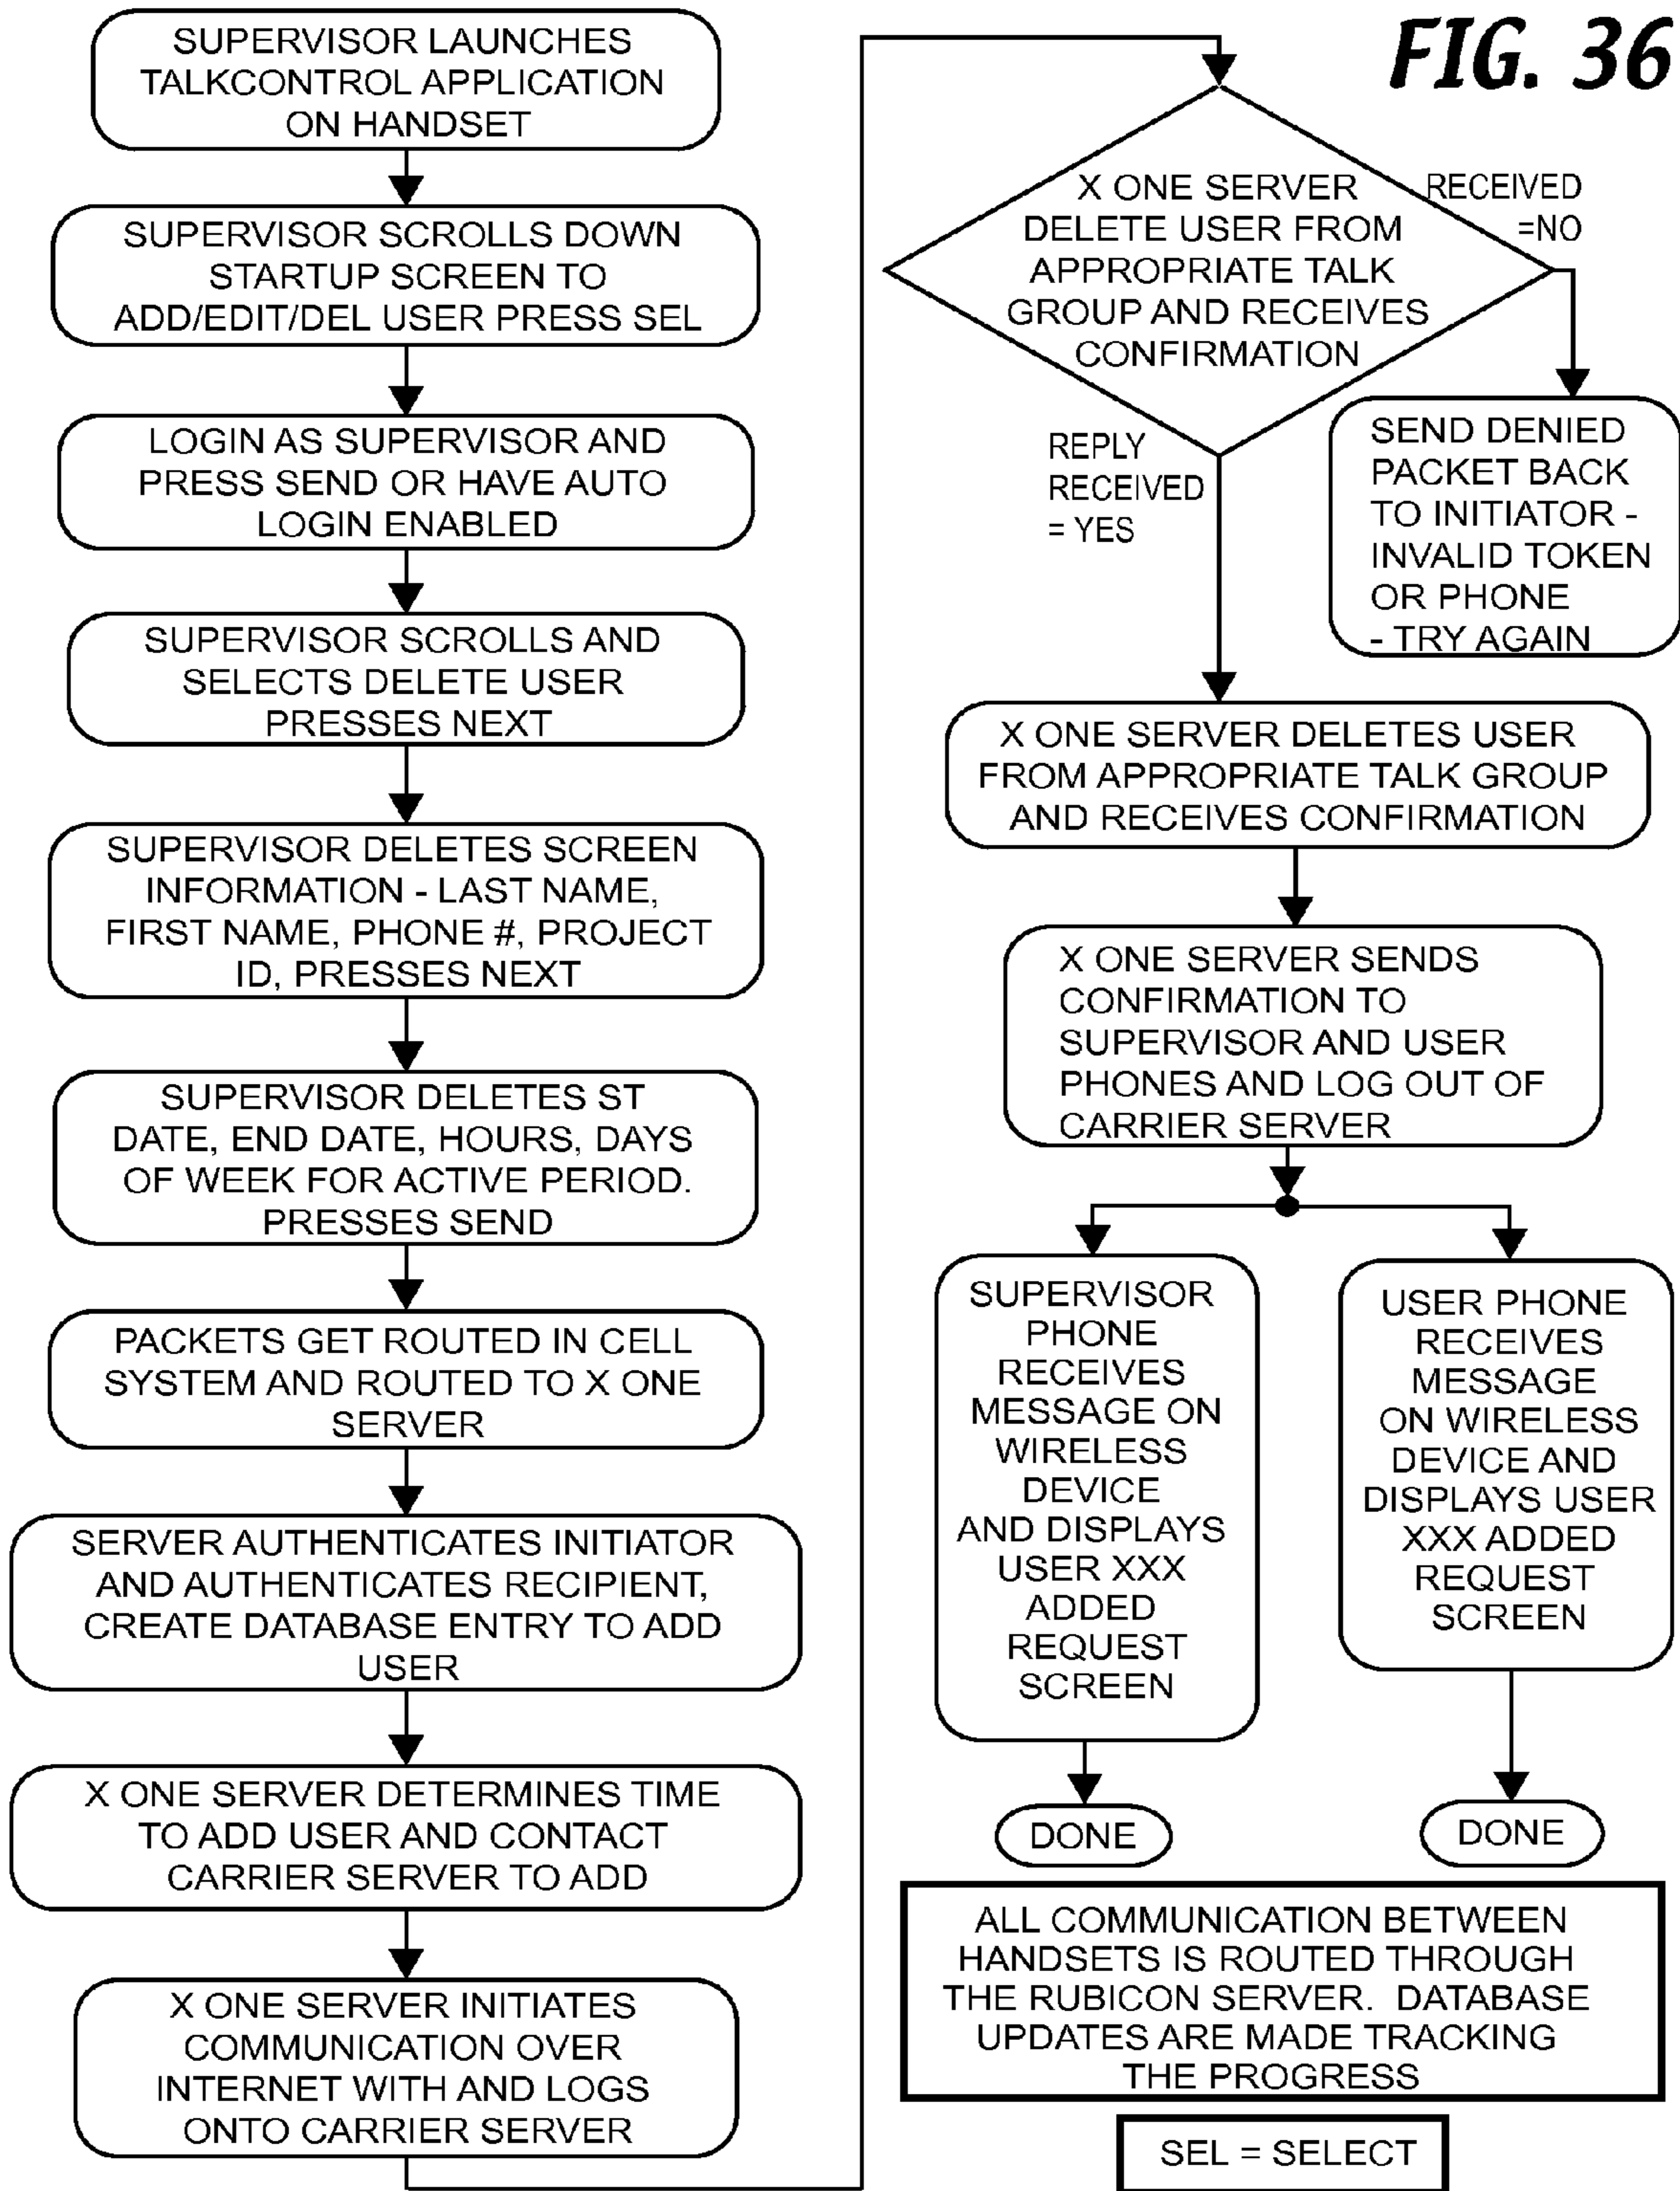 FIG. 36
SUPERVISOR LAUNCHES
TALKCONTROL APPLICATION
ON HANDSET
SUPERVISOR SCROLLS DOWN
STARTUP SCREEN TO
ADD/EDIT/DEL USER PRESS SEL
LOGIN AS SUPERVISOR AND
PRESS SEND OR HAVE AUTO
LOGIN ENABLED
SUPERVISOR SCROLLS AND
SELECTS DELETE USER
PRESSES NEXT
SUPERVISOR DELETES SCREEN
INFORMATION - LAST NAME,
FIRST NAME, PHONE #, PROJECT
ID, PRESSES NEXT
SUPERVISOR DELETES ST
DATE, END DATE, HOURS, DAYS
OF WEEK FOR ACTIVE PERIOD.
PRESSES SEND
PACKETS GET ROUTED IN CELL
SYSTEM AND ROUTED TO X ONE
SERVER
SERVER AUTHENTICATES INITIATOR
AND AUTHENTICATES RECIPIENT,
CREATE DATABASE ENTRY TO ADD
USER
X ONE SERVER DETERMINES TIME
TO ADD USER AND CONTACT
CARRIER SERVER TO ADD
X ONE SERVER INITIATES
COMMUNICATION OVER
INTERNET WITH AND LOGS
ONTO CARRIER SERVER
X ONE SERVER
DELETE USER FROM
APPROPRIATE TALK
GROUP AND RECEIVES
CONFIRMATION
RECEIVED
=NO
SEND DENIED
PACKET BACK
TO INITIATOR -
INVALID TOKEN
OR PHONE
- TRY AGAIN
REPLY
RECEIVED
= YES
X ONE SERVER DELETES USER
FROM APPROPRIATE TALK GROUP
AND RECEIVES CONFIRMATION
X ONE SERVER SENDS
CONFIRMATION TO
SUPERVISOR AND USER
PHONES AND LOG OUT OF
CARRIER SERVER
SUPERVISOR
PHONE
RECEIVES
MESSAGE ON
WIRELESS
DEVICE
AND DISPLAYS
USER XXX
ADDED
REQUEST
SCREEN
DONE
USER PHONE
RECEIVES
MESSAGE
ON WIRELESS
DEVICE AND
DISPLAYS USER
XXX ADDED
REQUEST
SCREEN
DONE
ALL COMMUNICATION BETWEEN
HANDSETS IS ROUTED THROUGH
THE RUBICON SERVER. DATABASE
UPDATES ARE MADE TRACKING
THE PROGRESS
SEL = SELECT